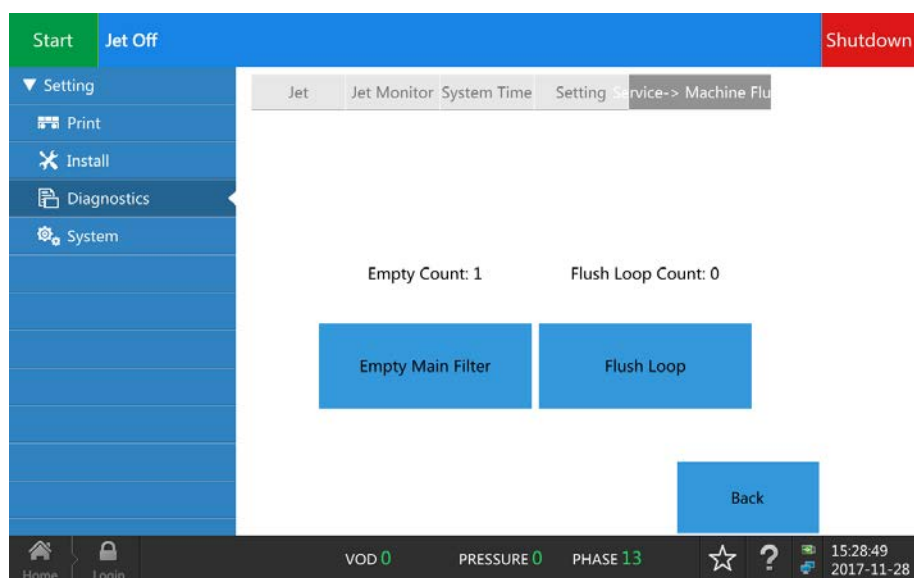 Start
Jet Off
Shutdown
Setting
Print
Install
Diagnostics
System
Jet
Jet Monitor
System Time
Setting
Service-> Machine Flu
Empty Count: 1
Flush Loop Count: 0
Empty Main Filter
Flush Loop
Back
Home
Login
VOD 0
PRESSURE 0
PHASE 13
?
15:28:49
2017-11-28